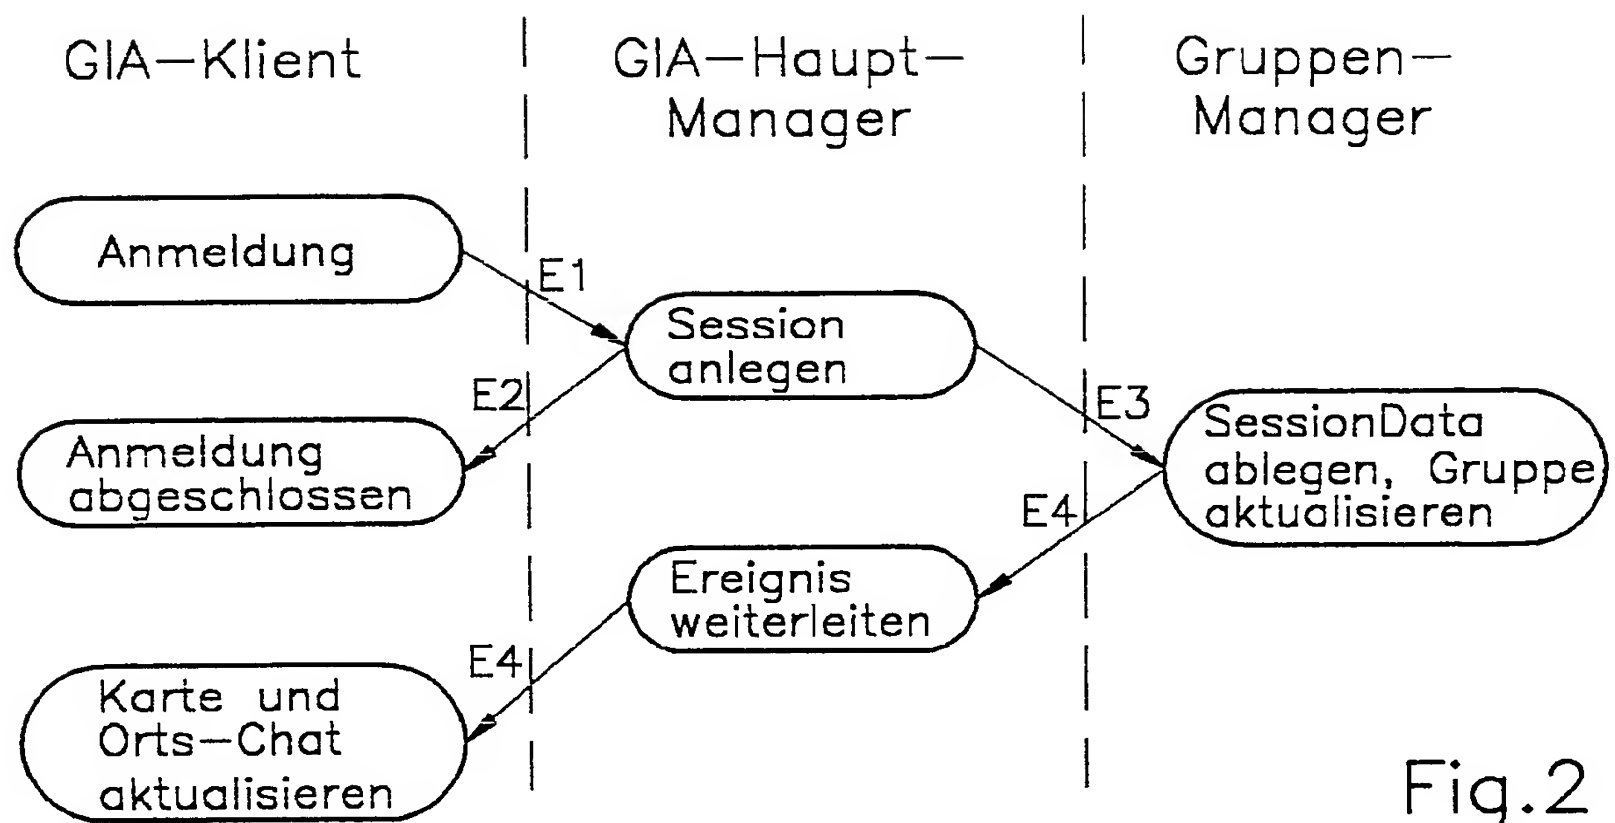 GIA-Klient
GIA-Haupt-
Manager
Gruppen-
Manager
Anmeldung
E1
Session
anlegen
E2
E3
Anmeldung
abgeschlossen
SessionData
ablegen, Gruppe
aktualisieren
E4
Ereignis
weiterleiten
E4
Karte und
Orts-Chat
aktualisieren
Fig.2